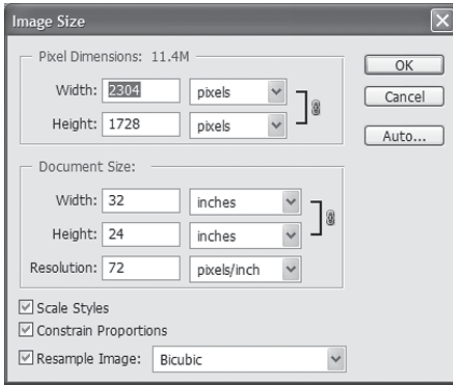 Image Size
Pixel Dimensions: 11.4M
OK
Width: 2304 pixels
Cancel
Height: 1728 pixels
Auto...
Document Size:
Width: 32 inches
Height: 24 inches
Resolution: 72 pixels/inch
Scale Styles
Constrain Proportions
Resample Image: Bicubic